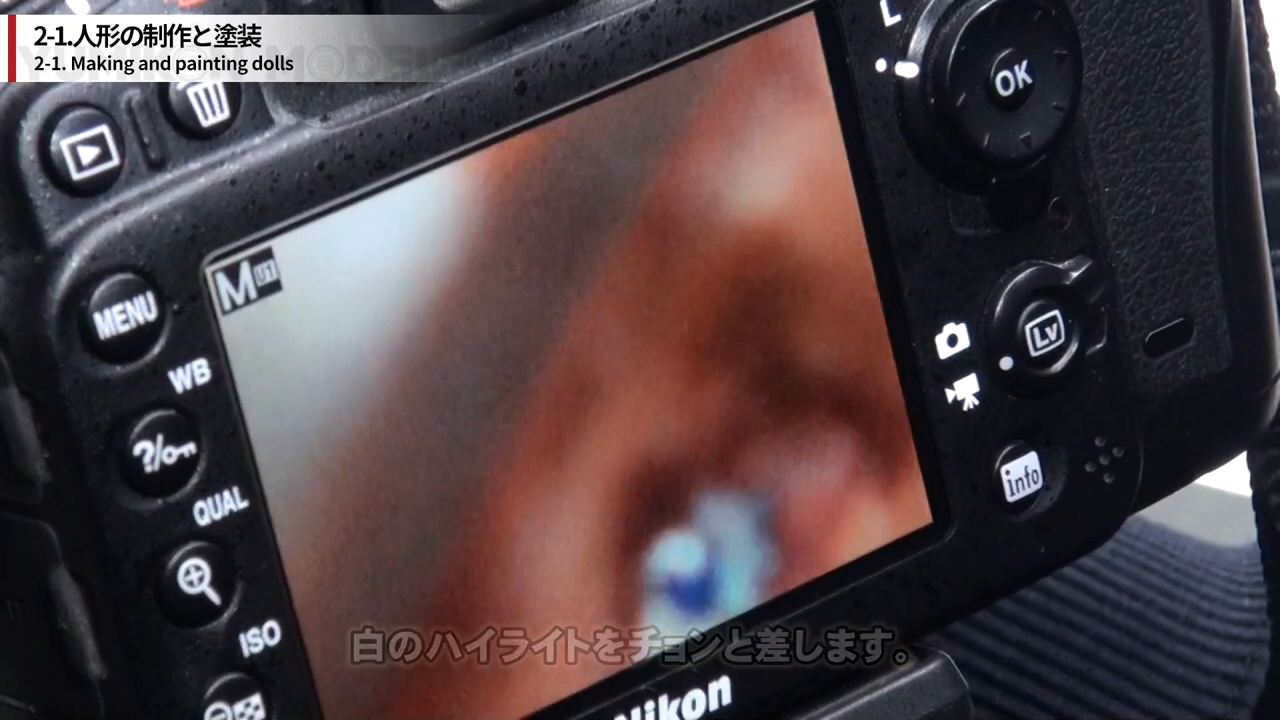 2-1.人形の制作と塗装
2-1. Making and painting dolls
L
OK
MENU
M U1
WB
Lv
?/
QUAL
info
ISO
白のハイライトをチョンと差します。
Nikon